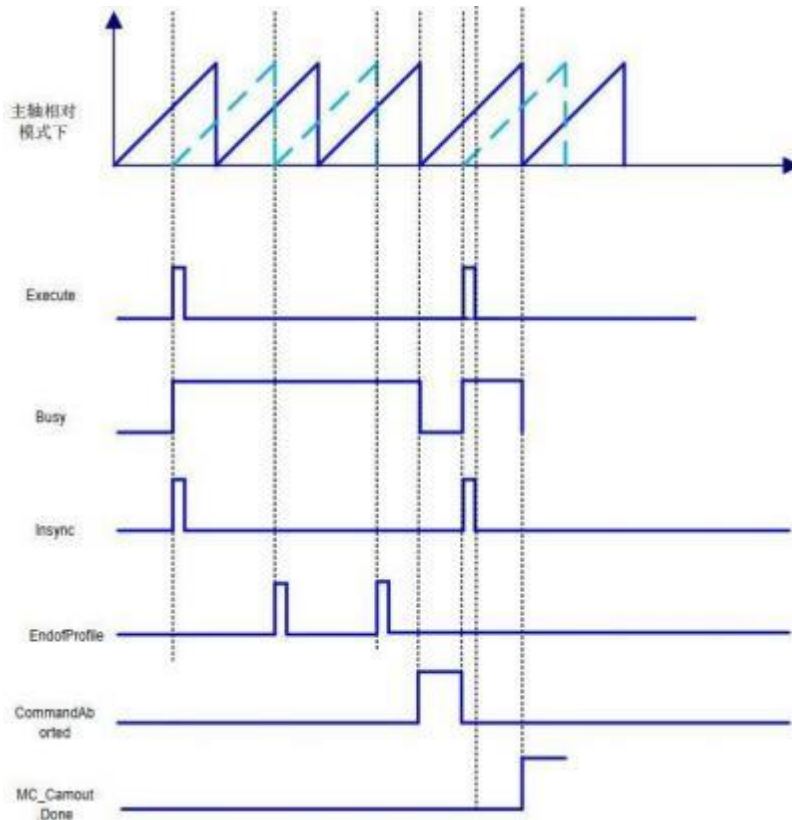 主轴相对
模式下
Execute
Busy
Insync
EndofProfile
CommandAb
orted
MC_Camout
Done